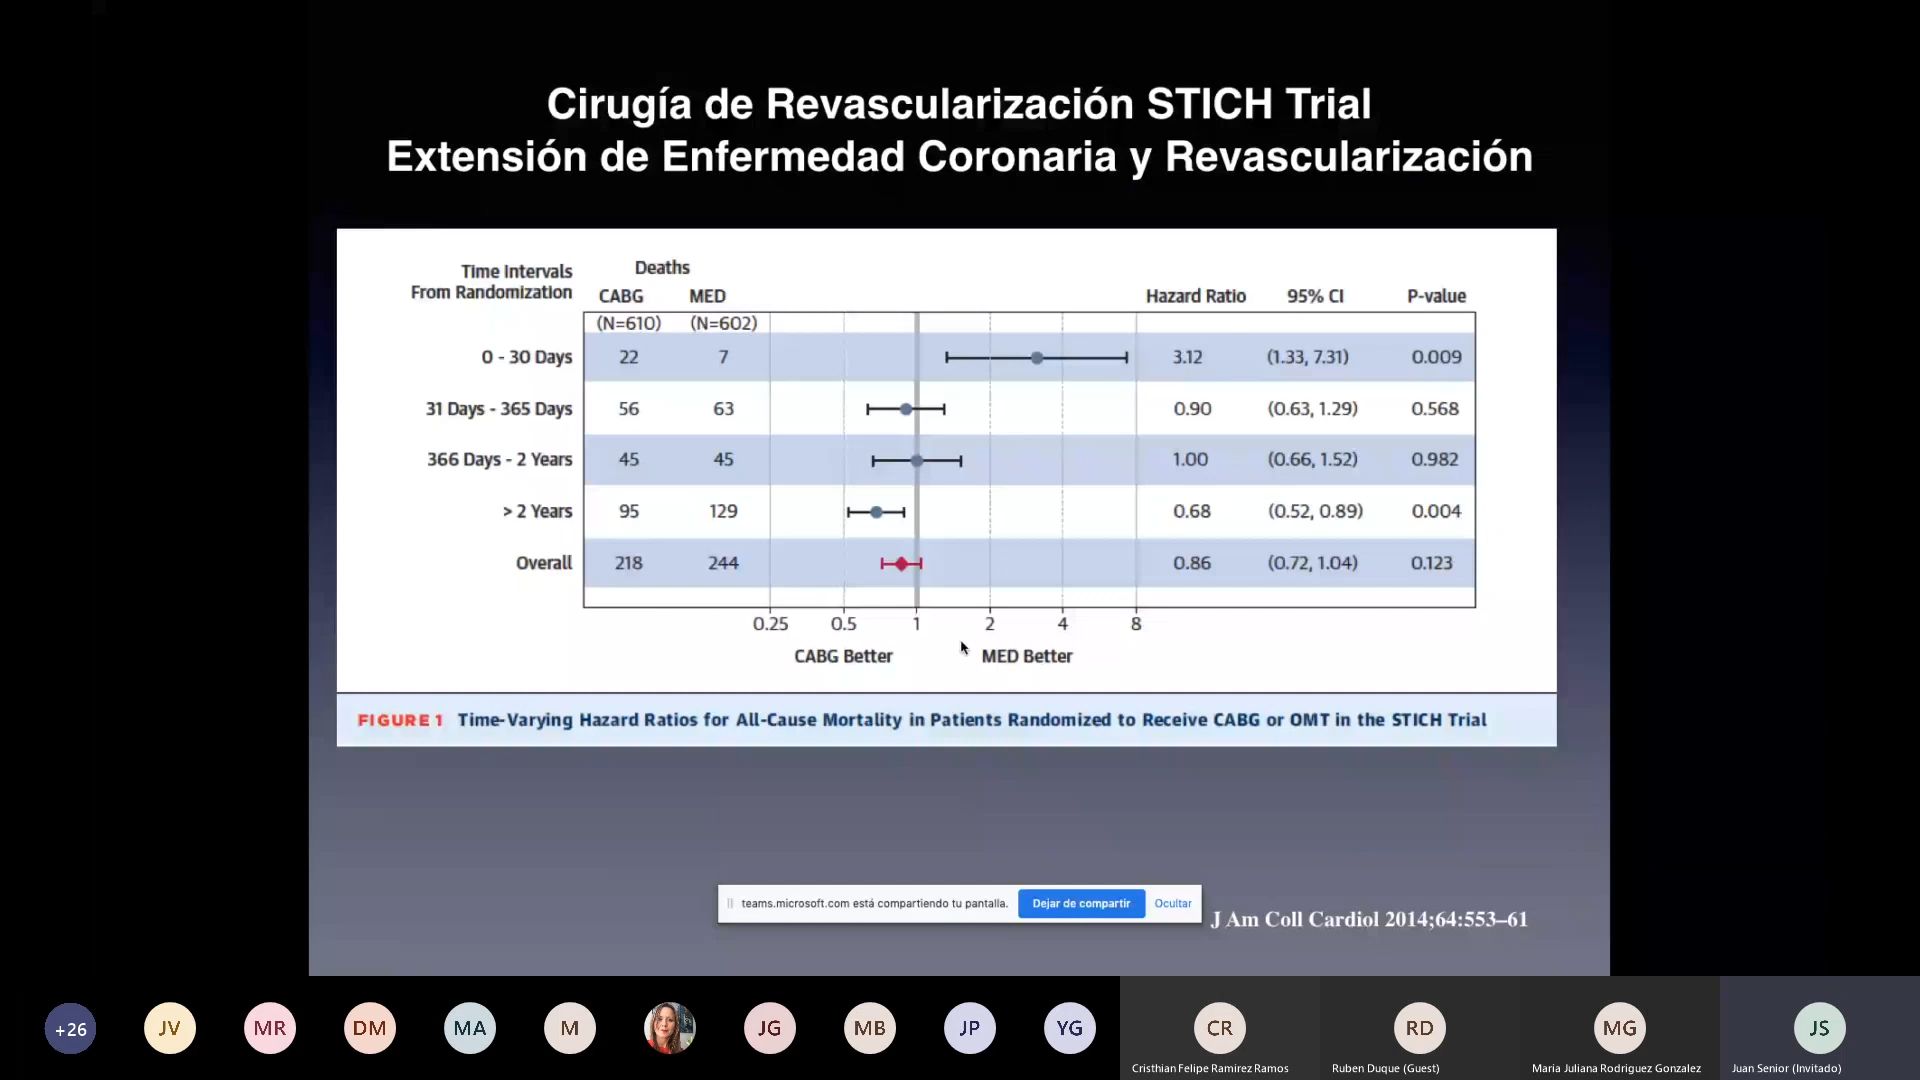 Cirugía de Revascularización STICH Trial
Extensión de Enfermedad Coronaria y Revascularización
Time Intervals
From Randomization
Deaths
CABG MED Hazard Ratio 95% CI P-value
(N=610) (N=602)
0 - 30 Days 22 7 3.12 (1.33, 7.31) 0.009
31 Days - 365 Days 56 63 0.90 (0.63, 1.29) 0.568
366 Days - 2 Years 45 45 1.00 (0.66, 1.52) 0.982
> 2 Years 95 129 0.68 (0.52, 0.89) 0.004
Overall 218 244 0.86 (0.72, 1.04) 0.123
0.25 0.5 1 2 4 8
CABG Better MED Better
FIGURE 1 Time-Varying Hazard Ratios for All-Cause Mortality in Patients Randomized to Receive CABG or OMT in the STICH Trial
teams.microsoft.com está compartiendo tu pantalla. Dejar de compartir Ocultar
J Am Coll Cardiol 2014;64:553–61
+26 JV MR DM MA M JG MB JP YG CR RD MG JS
Cristhian Felipe Ramirez Ramos Ruben Duque (Guest) Maria Juliana Rodriguez Gonzalez Juan Senior (Invitado)